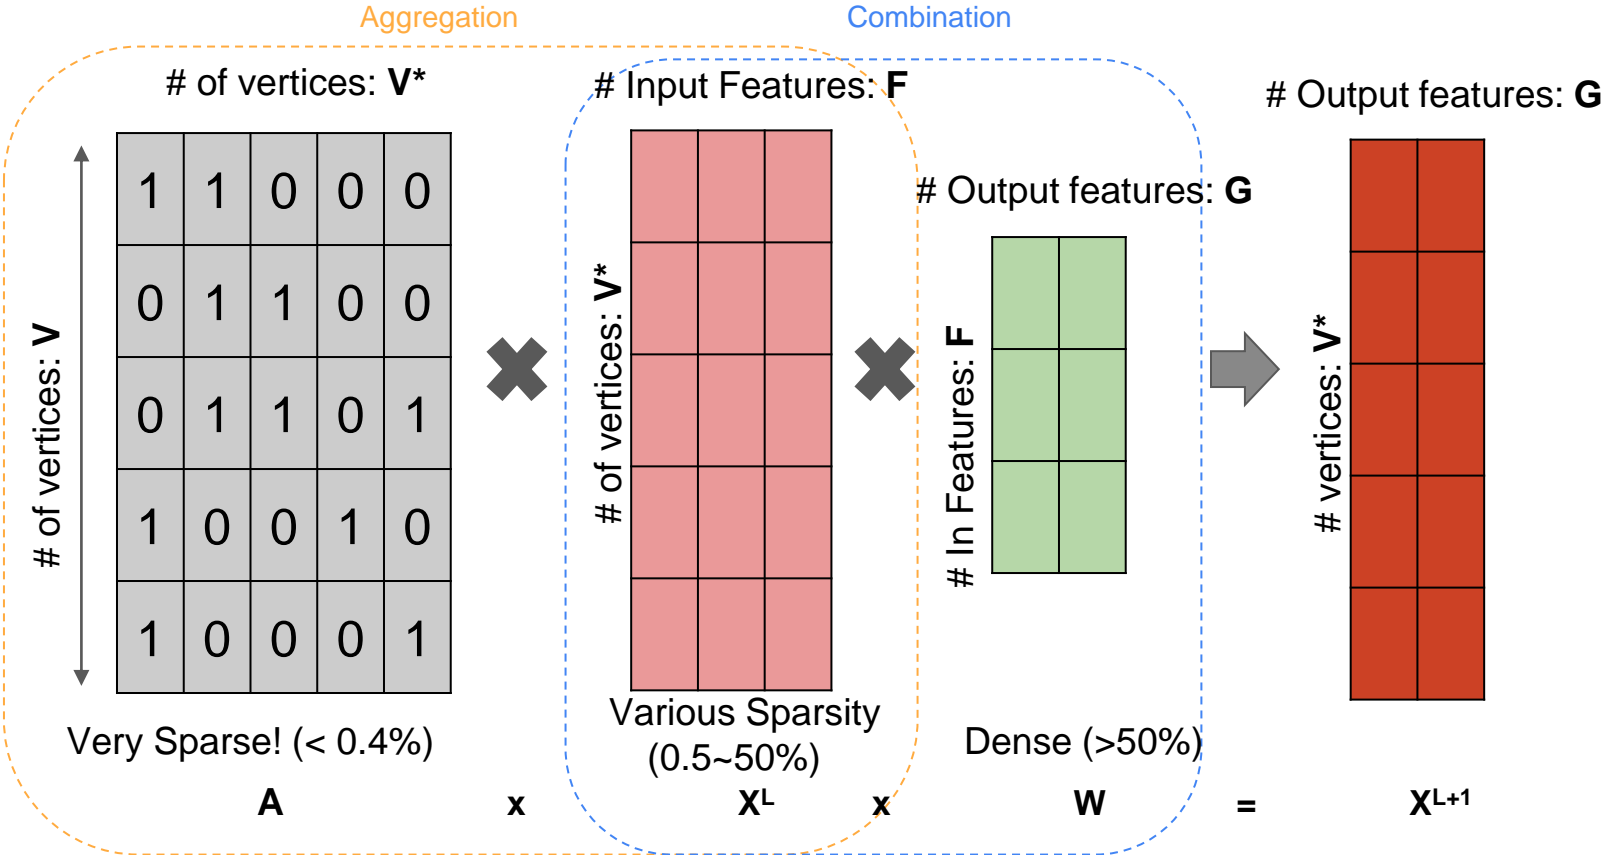 Aggregation
Combination
# of vertices: V*
# Input Features: F
# Output features: G
# Output features: G
# of vertices: V
1 1 0 0 0
0 1 1 0 0
0 1 1 0 1
1 0 0 1 0
1 0 0 0 1
# of vertices: V*
# In Features: F
# vertices: V*
Very Sparse! (< 0.4%)
Various Sparsity
(0.5~50%)
Dense (>50%)
A x X^L x W = X^L+1